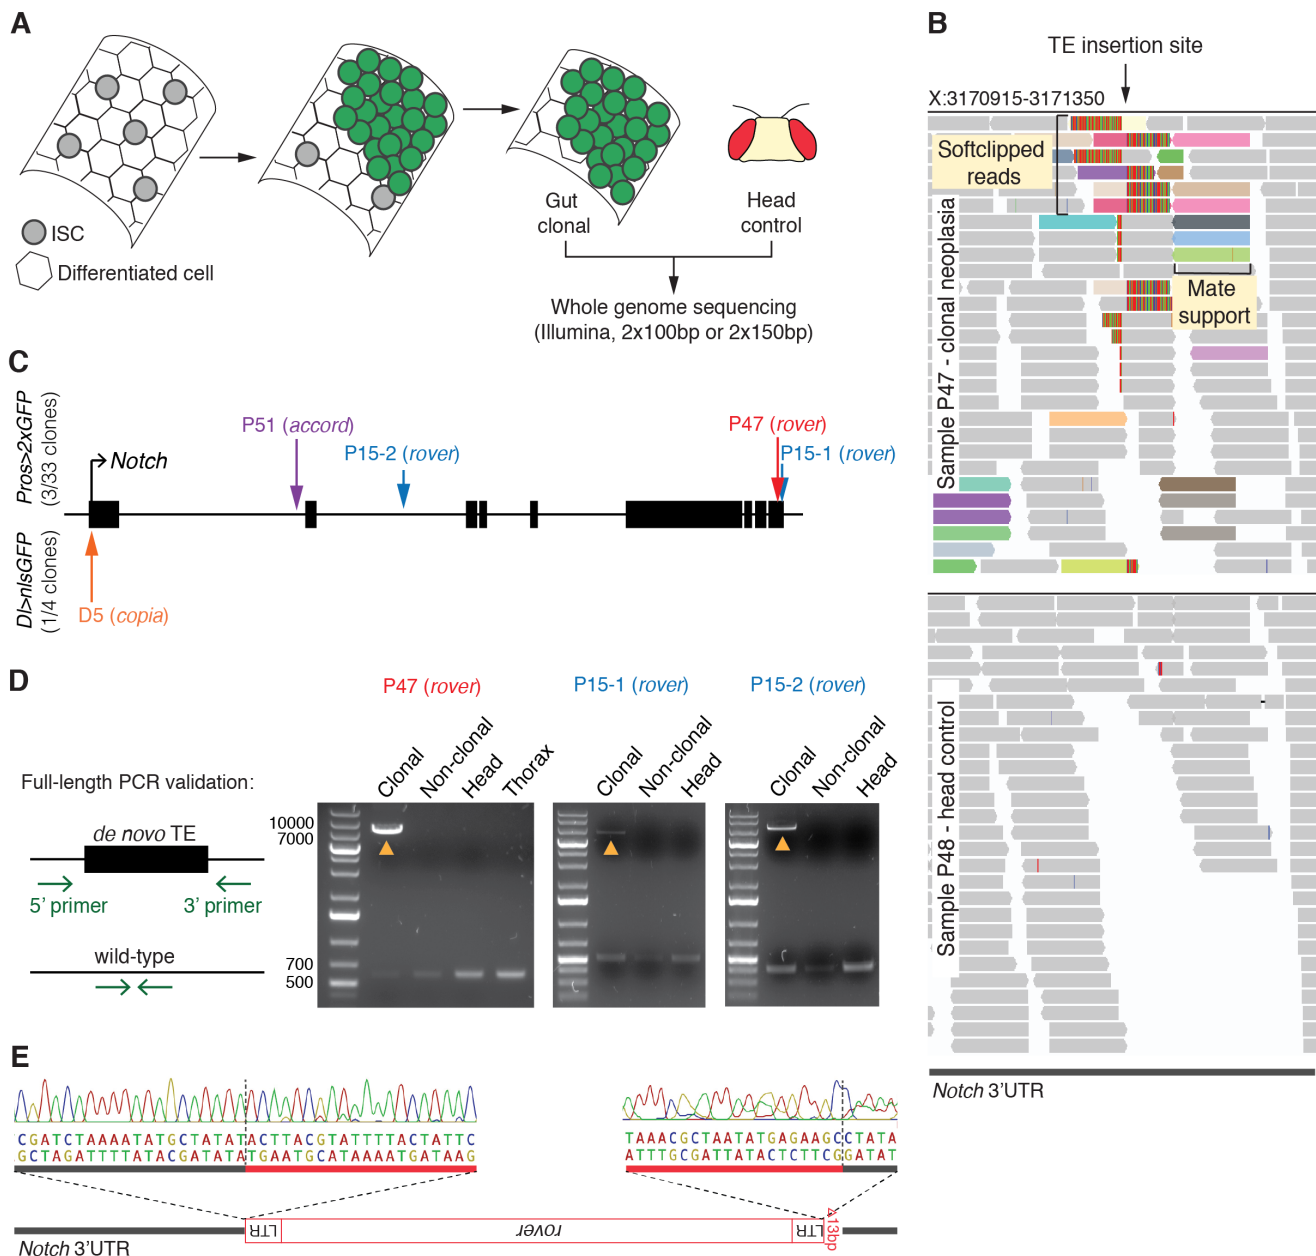 A
ISC
Differentiated cell
Gut
clonal
Head
control
Whole genome sequencing
(Illumina, 2x100bp or 2x150bp)
B
TE insertion site
X:3170915-3171350
Softclipped
reads
Mate
support
Sample P47 - clonal neoplasia
Sample P48 - head control
Notch 3'UTR
C
Pros>2xGFP
(3/33 clones)
Dl>nlsGFP
(1/4 clones)
Notch
P51 (accord)
P15-2 (rover)
P47 (rover)
P15-1 (rover)
D5 (copia)
D
Full-length PCR validation:
de novo TE
5' primer
3' primer
wild-type
P47 (rover)
Clonal
Non-clonal
Head
Thorax
10000
7000
700
500
P15-1 (rover)
Clonal
Non-clonal
Head
P15-2 (rover)
Clonal
Non-clonal
Head
E
CGATCTAAAATATGCTATATACTTACGTATTTTACTATTC
GCTAGATTTTATACGATATATGAATGCATAAAATGATAAG
TAAACGCTAATATGAGAAGCCTATA
ATTTGCGATTATACTCTTCGGATAT
LTR
rover
LTR
Δ13bp
Notch 3'UTR